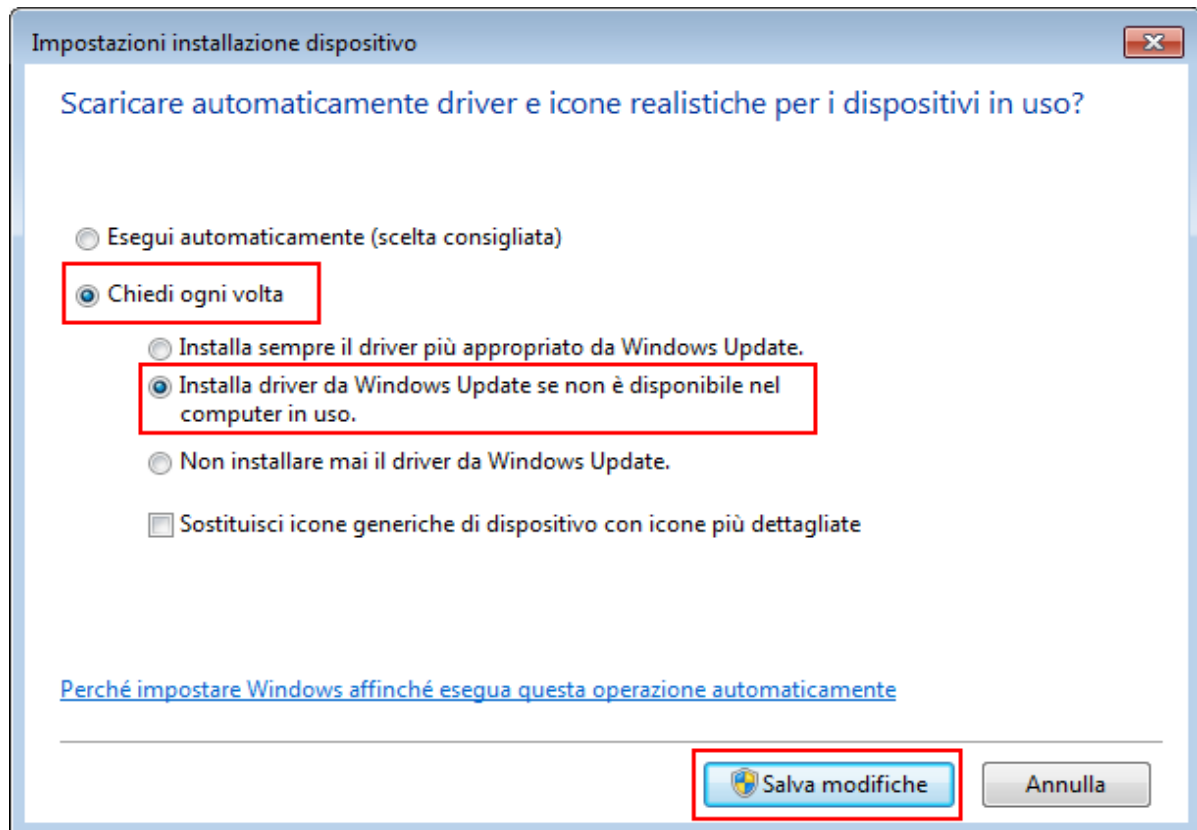 Impostazioni installazione dispositivo
Scaricare automaticamente driver e icone realistiche per i dispositivi in uso?
Esegui automaticamente (scelta consigliata)
Chiedi ogni volta
Installa sempre il driver più appropriato da Windows Update.
Installa driver da Windows Update se non è disponibile nel
computer in uso.
Non installare mai il driver da Windows Update.
Sostituisci icone generiche di dispositivo con icone più dettagliate
Perché impostare Windows affinché esegua questa operazione automaticamente
Salva modifiche
Annulla